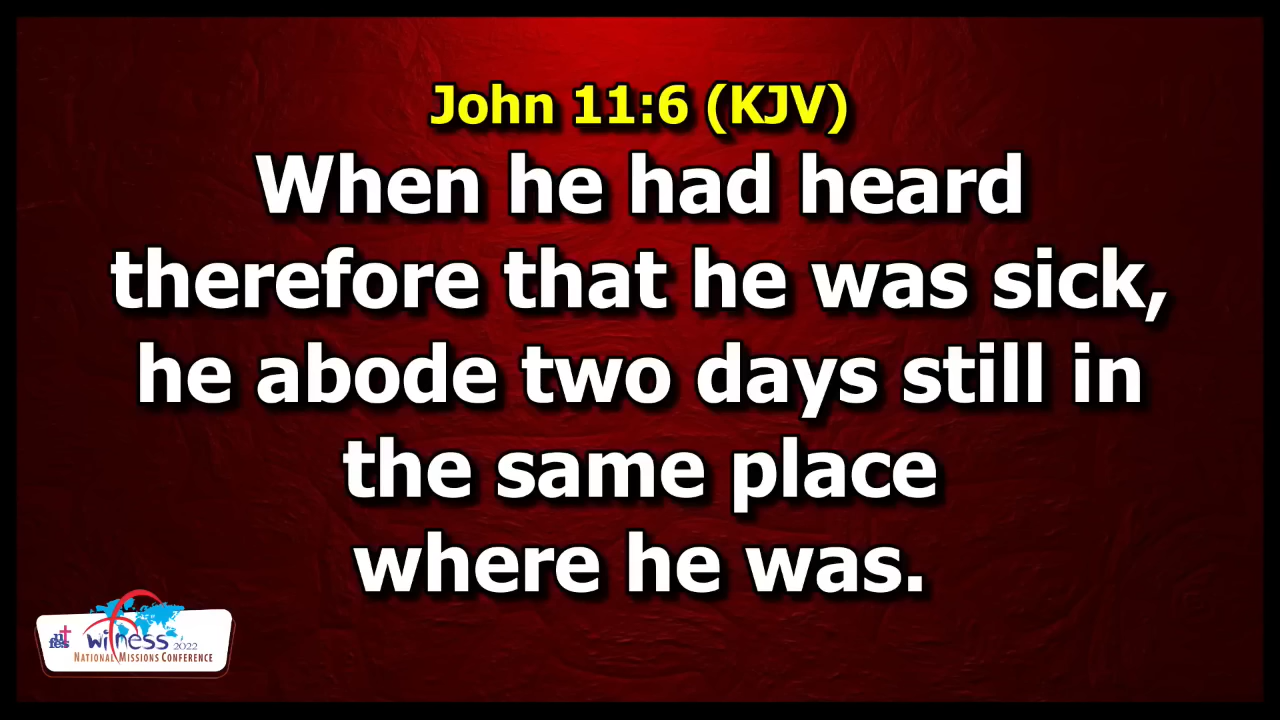 John 11:6 (KJV)
When he had heard
therefore that he was sick,
he abode two days still in
the same place
where he was.
witness 2022
NATIONAL MISSIONS CONFERENCE